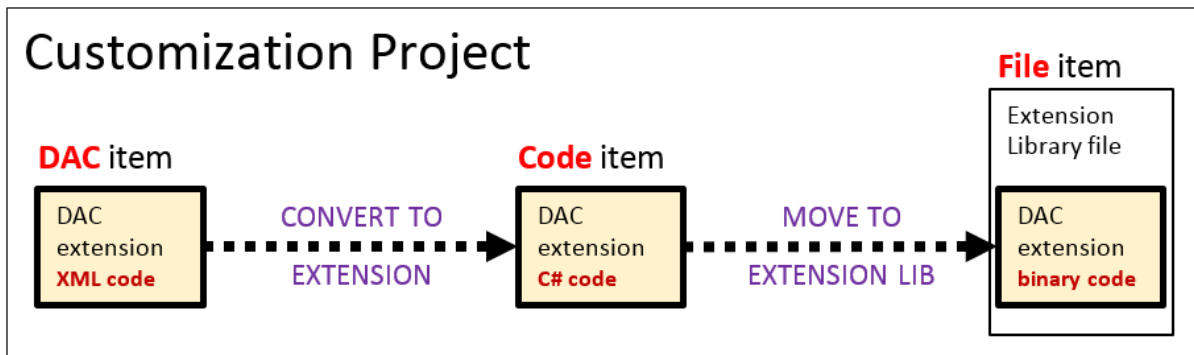 Customization Project
File item
Extension
Library file
DAC item
Code item
DAC
extension
XML code
CONVERT TO
EXTENSION
DAC
extension
C# code
MOVE TO
EXTENSION LIB
DAC
extension
binary code